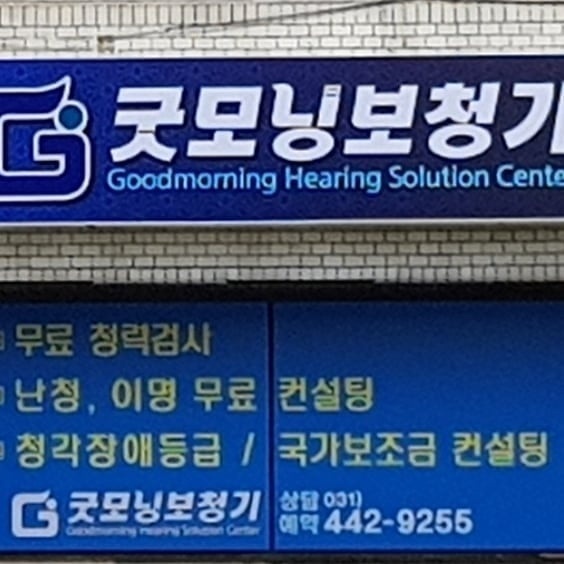 굿모닝보청기
Goodmorning Hearing Solution Cente
무료 청력검사
난청, 이명 무료 컨설팅
청각장애등급 / 국가보조금 컨설팅
굿모닝보청기
Goodmorning Hearing Solution Center
상담 031)
예약 442-9255